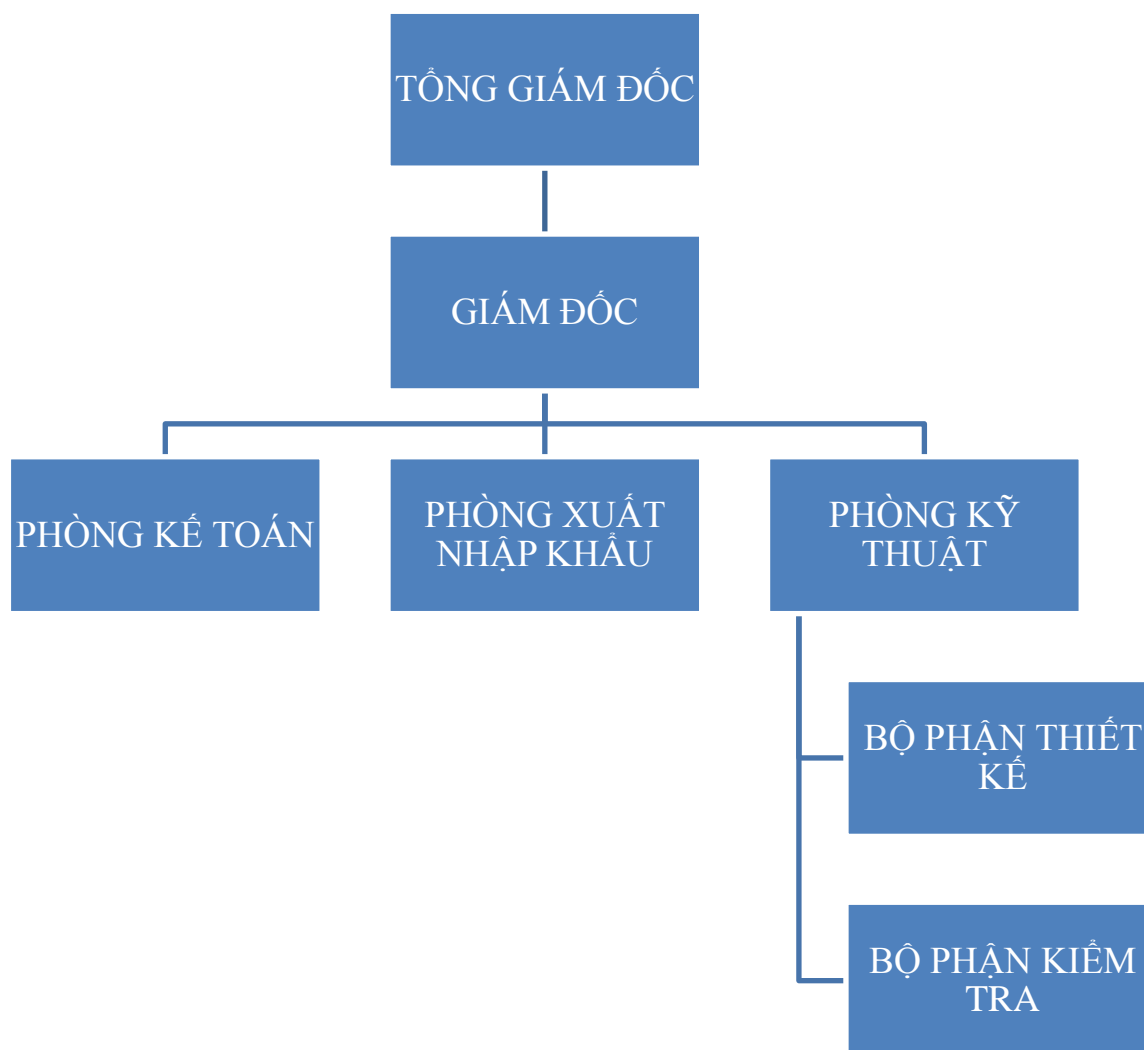 TỔNG GIÁM ĐỐC
GIÁM ĐỐC
PHÒNG KẾ TOÁN
PHÒNG XUẤT
NHẬP KHẨU
PHÒNG KỸ
THUẬT
BỘ PHẬN THIẾT
KẾ
BỘ PHẬN KIỂM
TRA